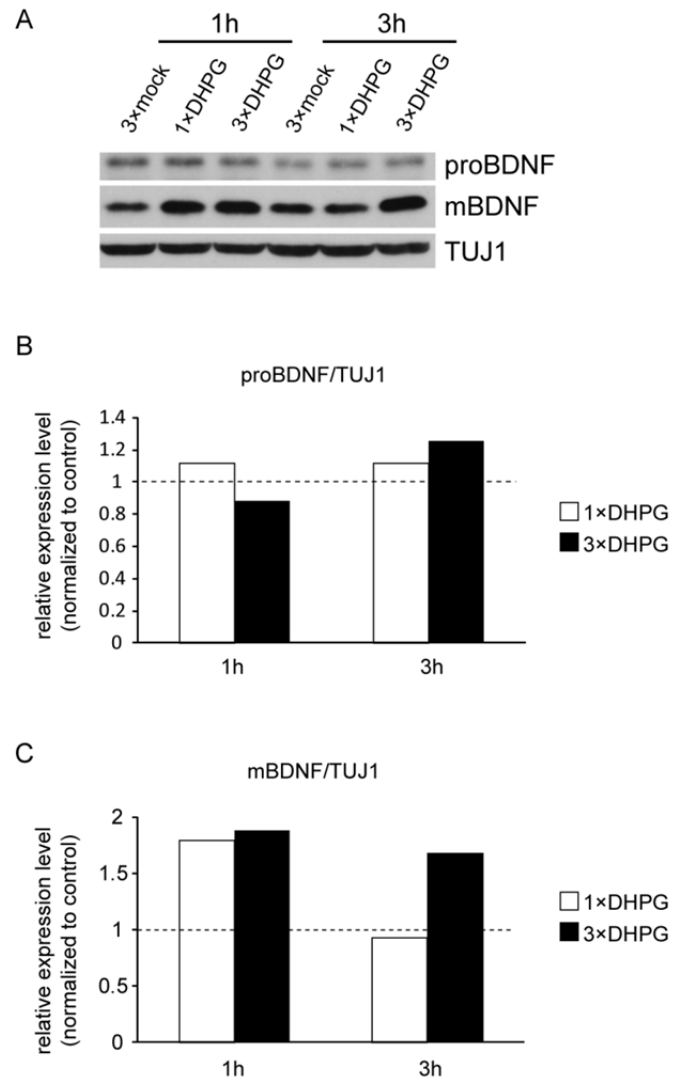 A
1h 3h
3×mock 1×DHPG 3×DHPG 3×mock 1×DHPG 3×DHPG
proBDNF
mBDNF
TUJ1
B
proBDNF/TUJ1
relative expression level
(normalized to control)
1.4
1.2
1
0.8
0.6
0.4
0.2
0
1h 3h
1×DHPG
3×DHPG
C
mBDNF/TUJ1
relative expression level
(normalized to control)
2
1.5
1
0.5
0
1h 3h
1×DHPG
3×DHPG